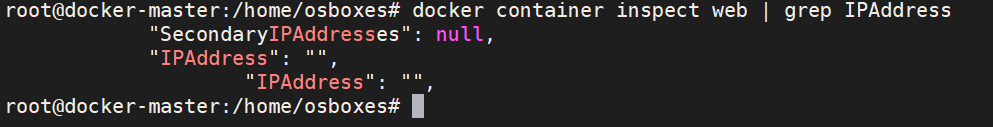 root@docker-master:/home/osboxes# docker container inspect web | grep IPAddress
            "SecondaryIPAddresses": null,
            "IPAddress": "",
                    "IPAddress": "",
root@docker-master:/home/osboxes#